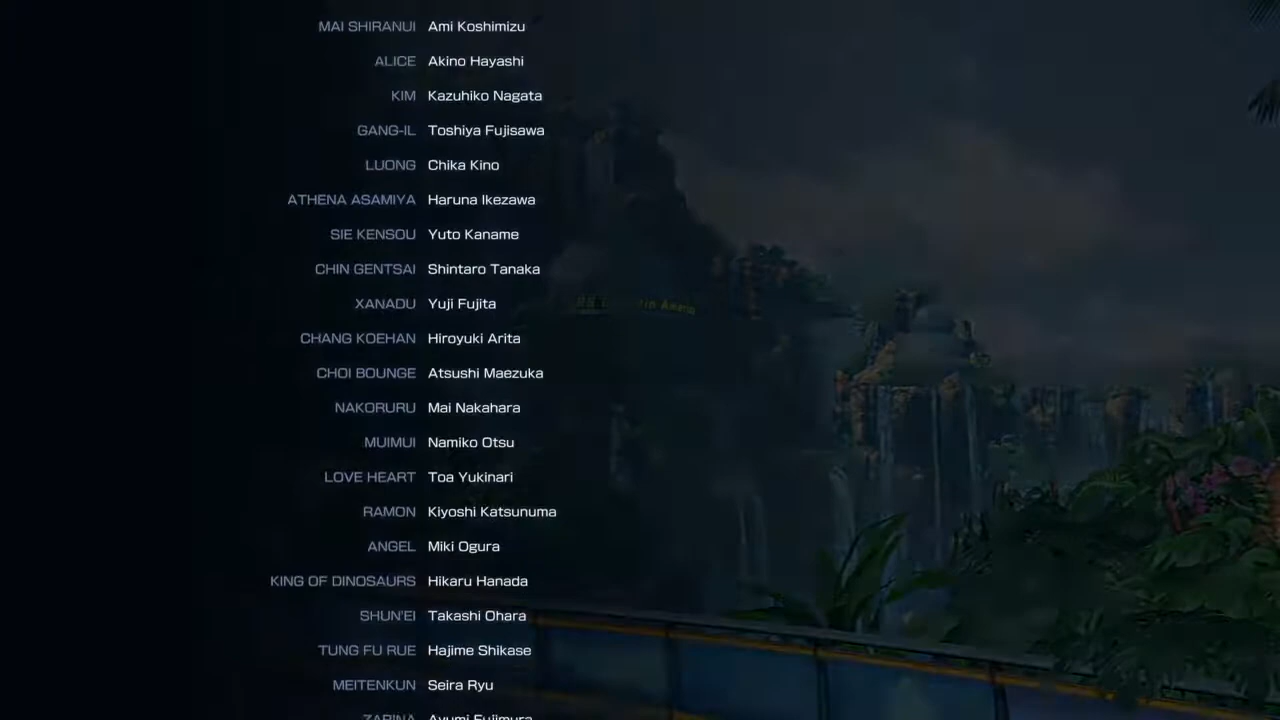 MAI SHIRANUI Ami Koshimizu
ALICE Akino Hayashi
KIM Kazuhiko Nagata
GANG-IL Toshiya Fujisawa
LUONG Chika Kino
ATHENA ASAMIYA Haruna Ikezawa
SIE KENSOU Yuto Kaname
CHIN GENTSAI Shintaro Tanaka
XANADU Yuji Fujita
CHANG KOEHAN Hiroyuki Arita
CHOI BOUNGE Atsushi Maezuka
NAKORURU Mai Nakahara
MUIMUI Namiko Otsu
LOVE HEART Toa Yukinari
RAMON Kiyoshi Katsunuma
ANGEL Miki Ogura
KING OF DINOSAURS Hikaru Hanada
SHUN'EI Takashi Ohara
TUNG FU RUE Hajime Shikase
MEITENKUN Seira Ryu
ZARINA Ayumi Fujimura